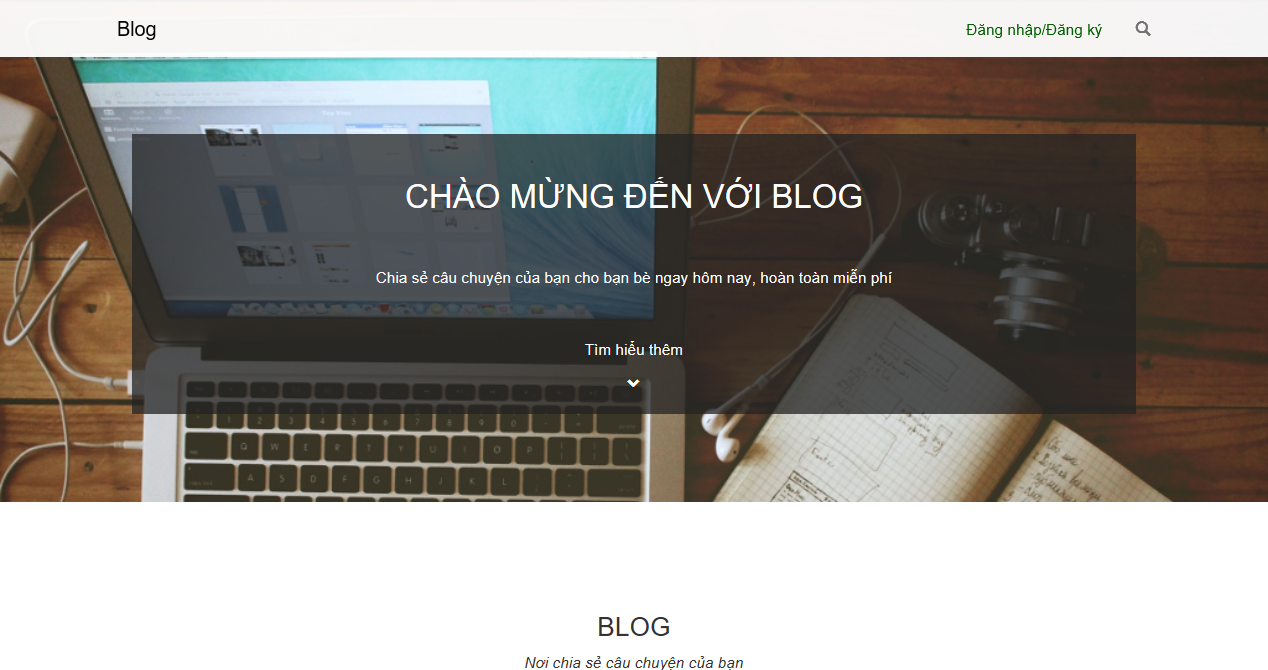 Blog
Đăng nhập/Đăng ký
CHÀO MỪNG ĐẾN VỚI BLOG
Chia sẻ câu chuyện của bạn cho bạn bè ngay hôm nay, hoàn toàn miễn phí
Tìm hiểu thêm
BLOG
Nơi chia sẻ câu chuyện của bạn